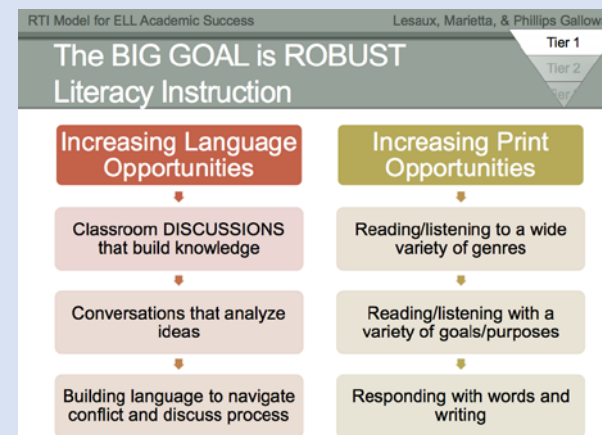 RTI Model for ELL Academic Success
Lesaux, Marietta, & Phillips Gallow
The BIG GOAL is ROBUST
Literacy Instruction
Tier 1
Tier 2
Increasing Language
Opportunities
Classroom DISCUSSIONS
that build knowledge
Conversations that analyze
ideas
Building language to navigate
conflict and discuss process
Increasing Print
Opportunities
Reading/listening to a wide
variety of genres
Reading/listening with a
variety of goals/purposes
Responding with words and
writing